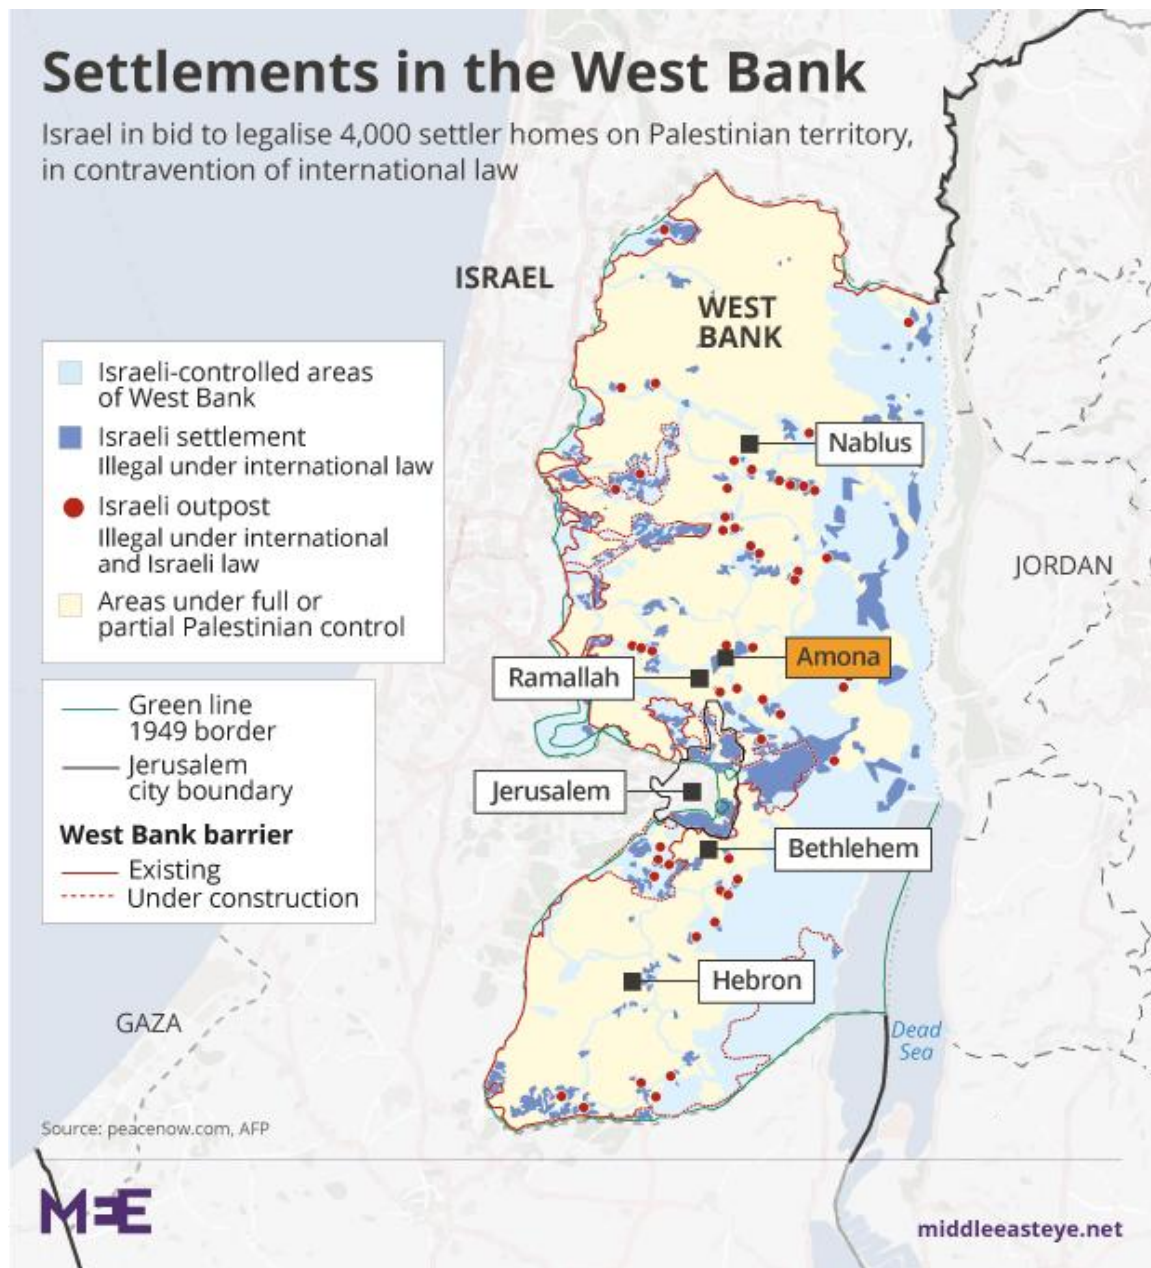 Settlements in the West Bank
Israel in bid to legalise 4,000 settler homes on Palestinian territory,
in contravention of international law
ISRAEL
WEST
BANK
Israeli-controlled areas
of West Bank
Israeli settlement
Illegal under international law
Israeli outpost
Illegal under international
and Israeli law
Areas under full or
partial Palestinian control
Nablus
JORDAN
Amona
Ramallah
Green line
1949 border
Jerusalem
city boundary
West Bank barrier
Existing
Under construction
Jerusalem
Bethlehem
Hebron
GAZA
Dead
Sea
Source: peacenow.com, AFP
MEE
middleeasteye.net